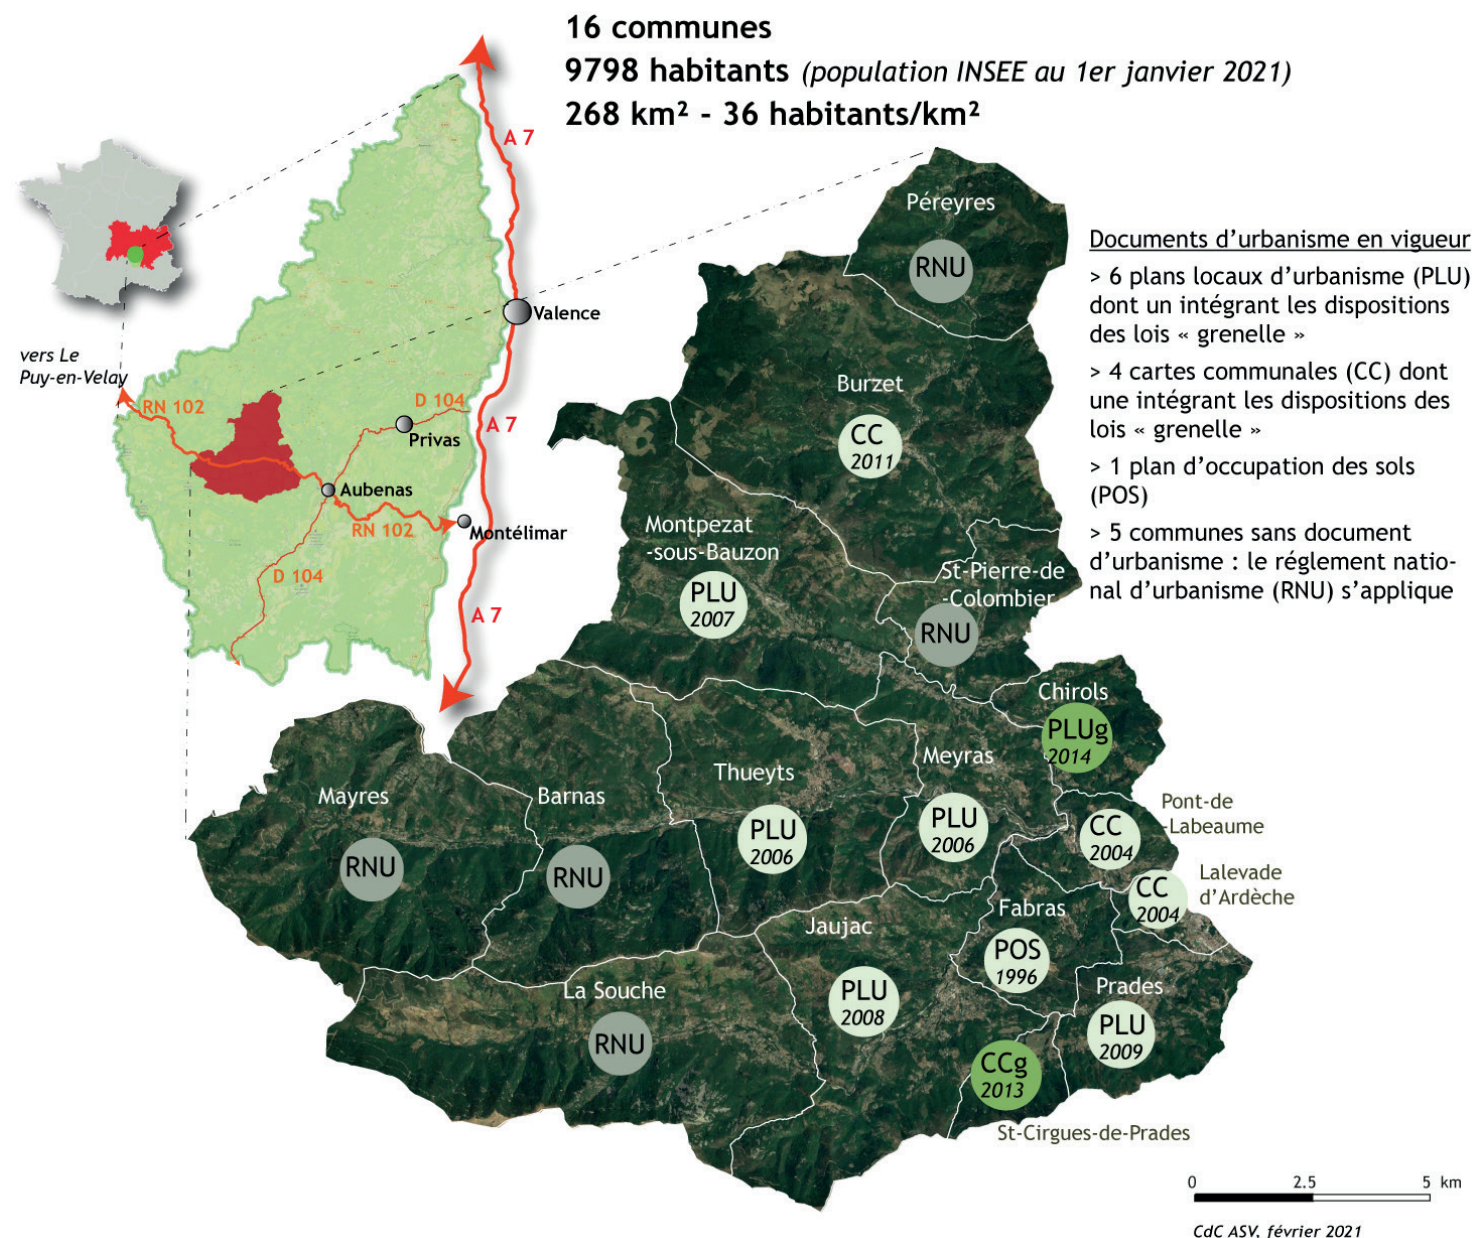 16 communes
9798 habitants (population INSEE au 1er janvier 2021)
268 km² - 36 habitants/km²
A 7
Valence
vers Le
Puy-en-Velay
RN 102
D 104
A 7
Privas
Aubenas
RN 102
Montélimar
D 104
A 7
Documents d'urbanisme en vigueur
> 6 plans locaux d'urbanisme (PLU)
dont un intégrant les dispositions
des lois « grenelle »
> 4 cartes communales (CC) dont
une intégrant les dispositions des
lois « grenelle »
> 1 plan d'occupation des sols
(POS)
> 5 communes sans document
d'urbanisme : le réglement natio-
nal d'urbanisme (RNU) s'applique
Péreyres
RNU
Burzet
CC
2011
Montpezat
-sous-Bauzon
PLU
2007
St-Pierre-de-
-Colombier
RNU
Chirols
PLUg
2014
Meyras
PLU
2006
Thueyts
PLU
2006
Mayres
RNU
Barnas
RNU
Pont-de
-Labeaume
CC
2004
Lalevade
d'Ardèche
CC
2004
Fabras
POS
1996
Jaujac
PLU
2008
Prades
PLU
2009
La Souche
RNU
CCg
2013
St-Cirgues-de-Prades
0 2.5 5 km
CdC ASV, février 2021